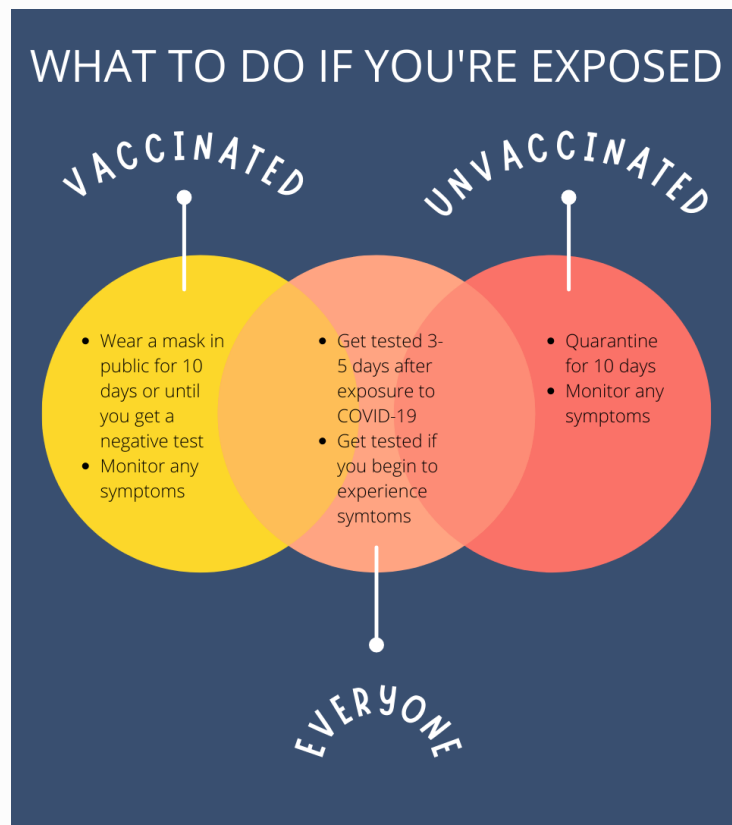 WHAT TO DO IF YOU'RE EXPOSED
VACCINATED
UNVACCINATED
• Wear a mask in
public for 10
days or until
you get a
negative test
• Monitor any
symptoms
• Get tested 3-
5 days after
exposure to
COVID-19
• Get tested if
you begin to
experience
symtoms
• Quarantine
for 10 days
• Monitor any
symptoms
EVERYONE